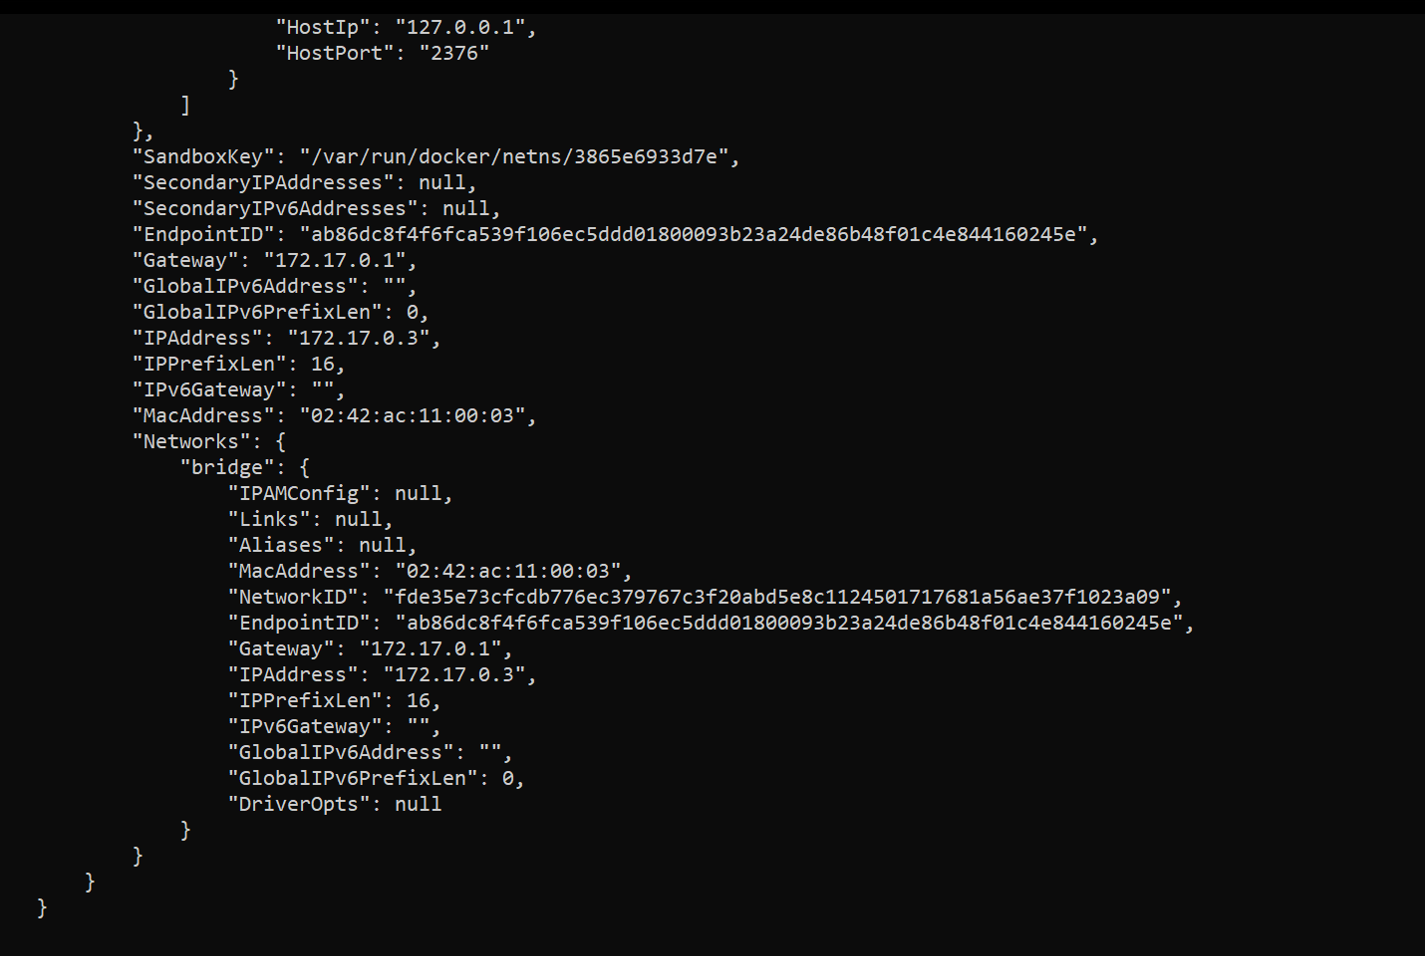 "HostIp": "127.0.0.1",
"HostPort": "2376"
}
]
},
"SandboxKey": "/var/run/docker/netns/3865e6933d7e",
"SecondaryIPAddresses": null,
"SecondaryIPv6Addresses": null,
"EndpointID": "ab86dc8f4f6fca539f106ec5ddd01800093b23a24de86b48f01c4e844160245e",
"Gateway": "172.17.0.1",
"GlobalIPv6Address": "",
"GlobalIPv6PrefixLen": 0,
"IPAddress": "172.17.0.3",
"IPPrefixLen": 16,
"IPv6Gateway": "",
"MacAddress": "02:42:ac:11:00:03",
"Networks": {
"bridge": {
"IPAMConfig": null,
"Links": null,
"Aliases": null,
"MacAddress": "02:42:ac:11:00:03",
"NetworkID": "fde35e73cfcdb776ec379767c3f20abd5e8c1124501717681a56ae37f1023a09",
"EndpointID": "ab86dc8f4f6fca539f106ec5ddd01800093b23a24de86b48f01c4e844160245e",
"Gateway": "172.17.0.1",
"IPAddress": "172.17.0.3",
"IPPrefixLen": 16,
"IPv6Gateway": "",
"GlobalIPv6Address": "",
"GlobalIPv6PrefixLen": 0,
"DriverOpts": null
}
}
}
}